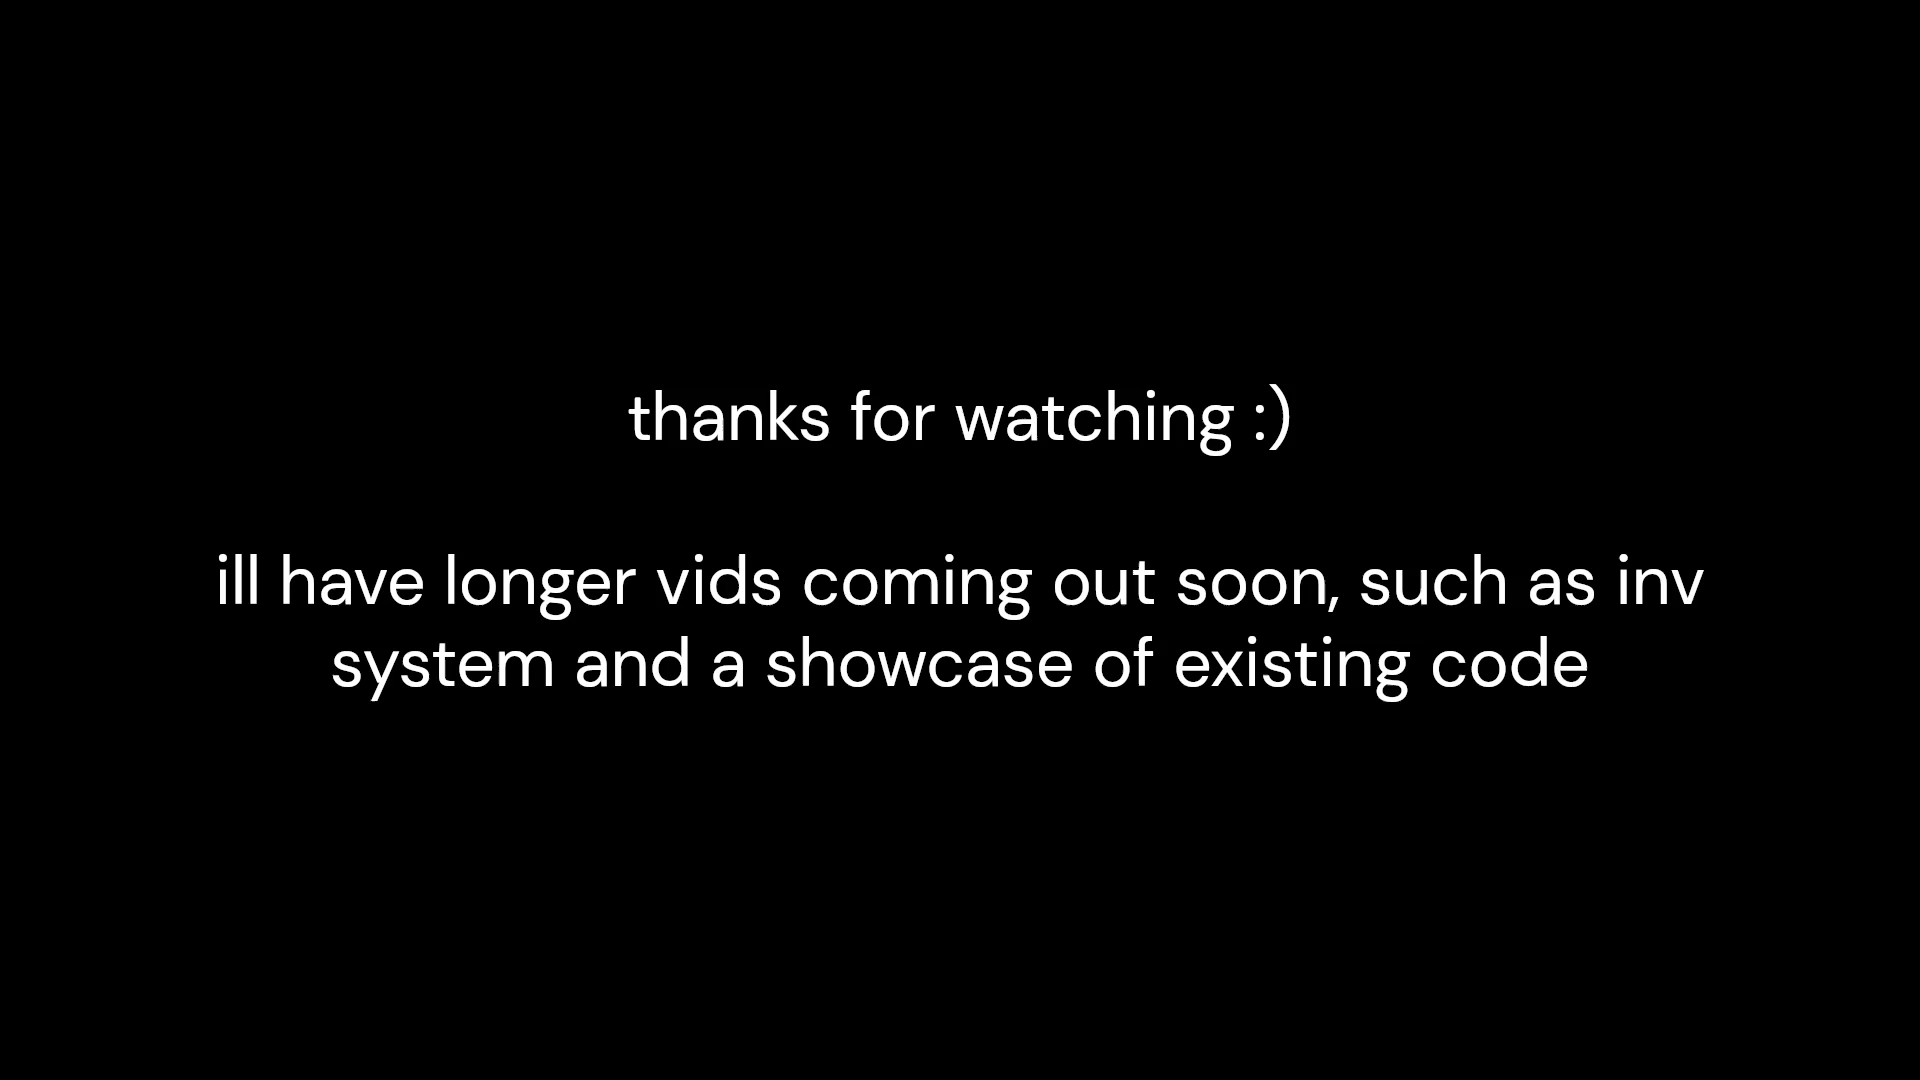 thanks for watching :)
ill have longer vids coming out soon, such as inv
system and a showcase of existing code